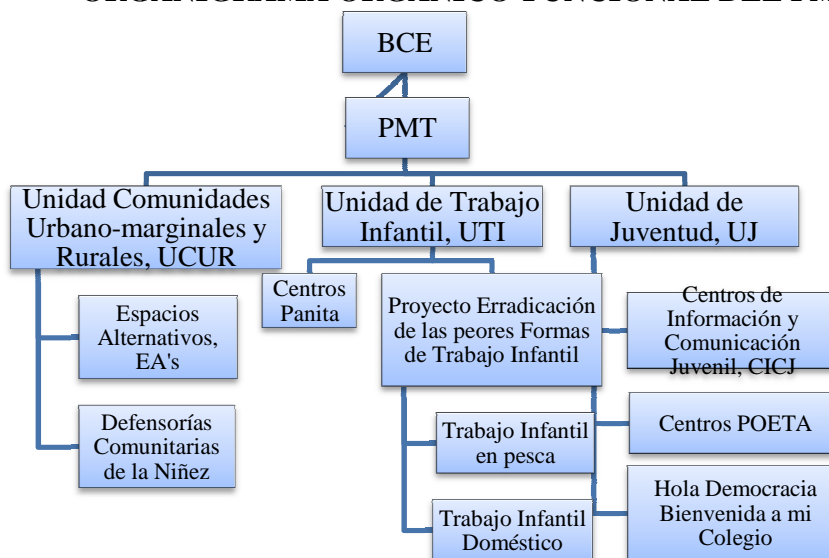 BCE
PMT
Unidad Comunidades
Urbano-marginales y
Rurales, UCUR
Unidad de Trabajo
Infantil, UTI
Unidad de
Juventud, UJ
Espacios
Alternativos,
EA's
Defensorías
Comunitarias
de la Niñez
Centros
Panita
Proyecto Erradicación
de las peores Formas
de Trabajo Infantil
Trabajo Infantil
en pesca
Trabajo Infantil
Doméstico
Centros de
Información y
Comunicación
Juvenil, CICJ
Centros POETA
Hola Democracia
Bienvenida a mi
Colegio